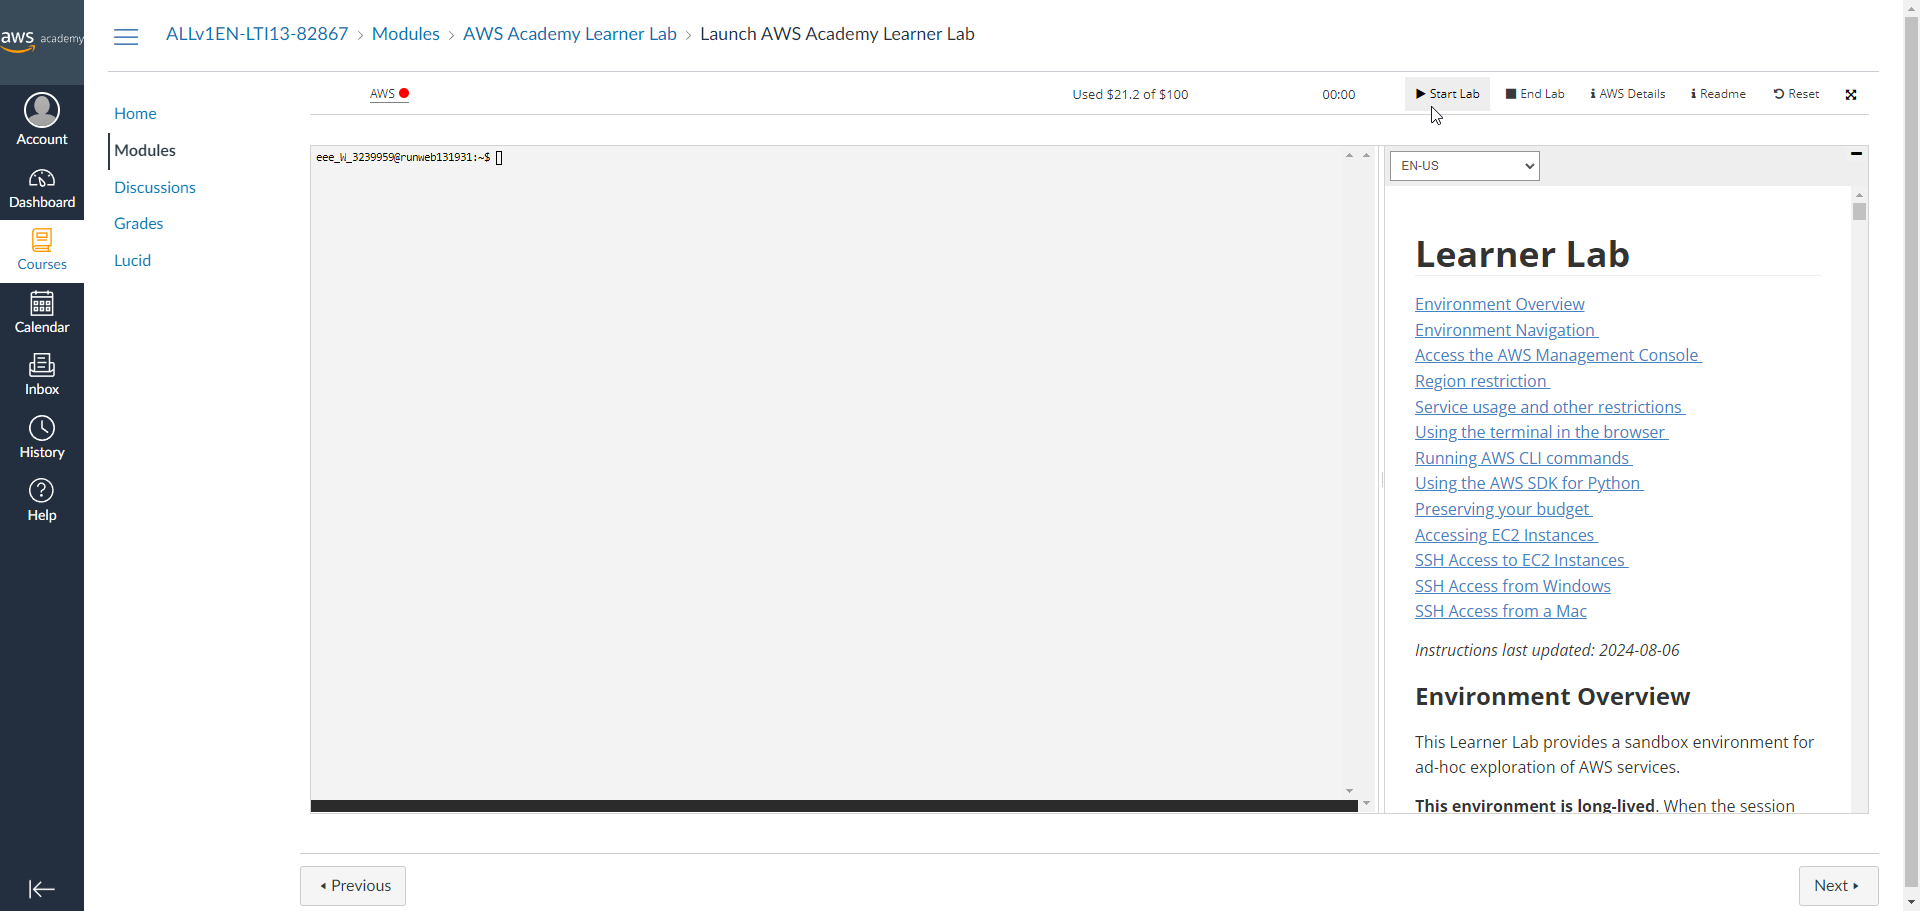 aws academy
ALLv1EN-LTI13-82867 › Modules › AWS Academy Learner Lab › Launch AWS Academy Learner Lab
Account
Dashboard
Courses
Calendar
Inbox
History
Help
Home
Modules
Discussions
Grades
Lucid
AWS
Used $21.2 of $100
00:00
Start Lab
End Lab
AWS Details
Readme
Reset
eee_W_3239959@runweb131931:~$
EN-US
Learner Lab
Environment Overview
Environment Navigation
Access the AWS Management Console
Region restriction
Service usage and other restrictions
Using the terminal in the browser
Running AWS CLI commands
Using the AWS SDK for Python
Preserving your budget
Accessing EC2 Instances
SSH Access to EC2 Instances
SSH Access from Windows
SSH Access from a Mac
Instructions last updated: 2024-08-06
Environment Overview
This Learner Lab provides a sandbox environment for
ad-hoc exploration of AWS services.
This environment is long-lived. When the session
Previous
Next